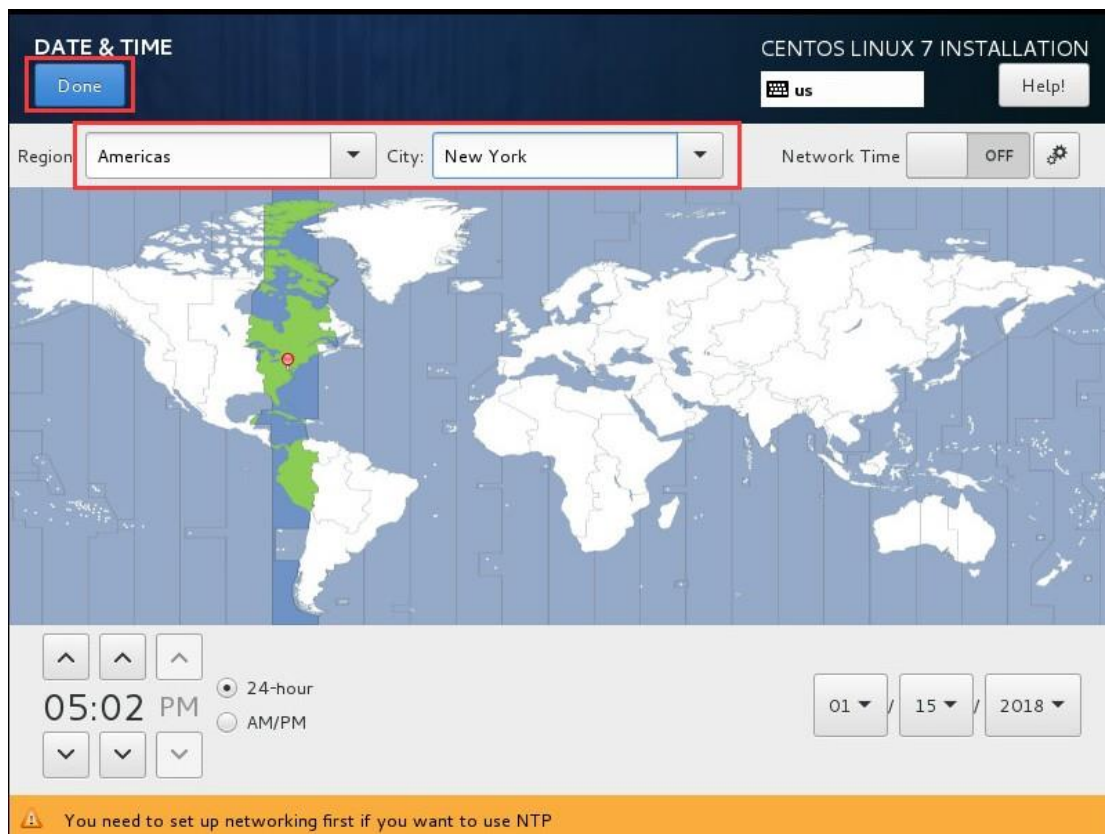 DATE & TIME
CENTOS LINUX 7 INSTALLATION
Done
us
Help!
Region
Americas
City:
New York
Network Time
OFF
05:02 PM
24-hour
AM/PM
01 / 15 / 2018
You need to set up networking first if you want to use NTP